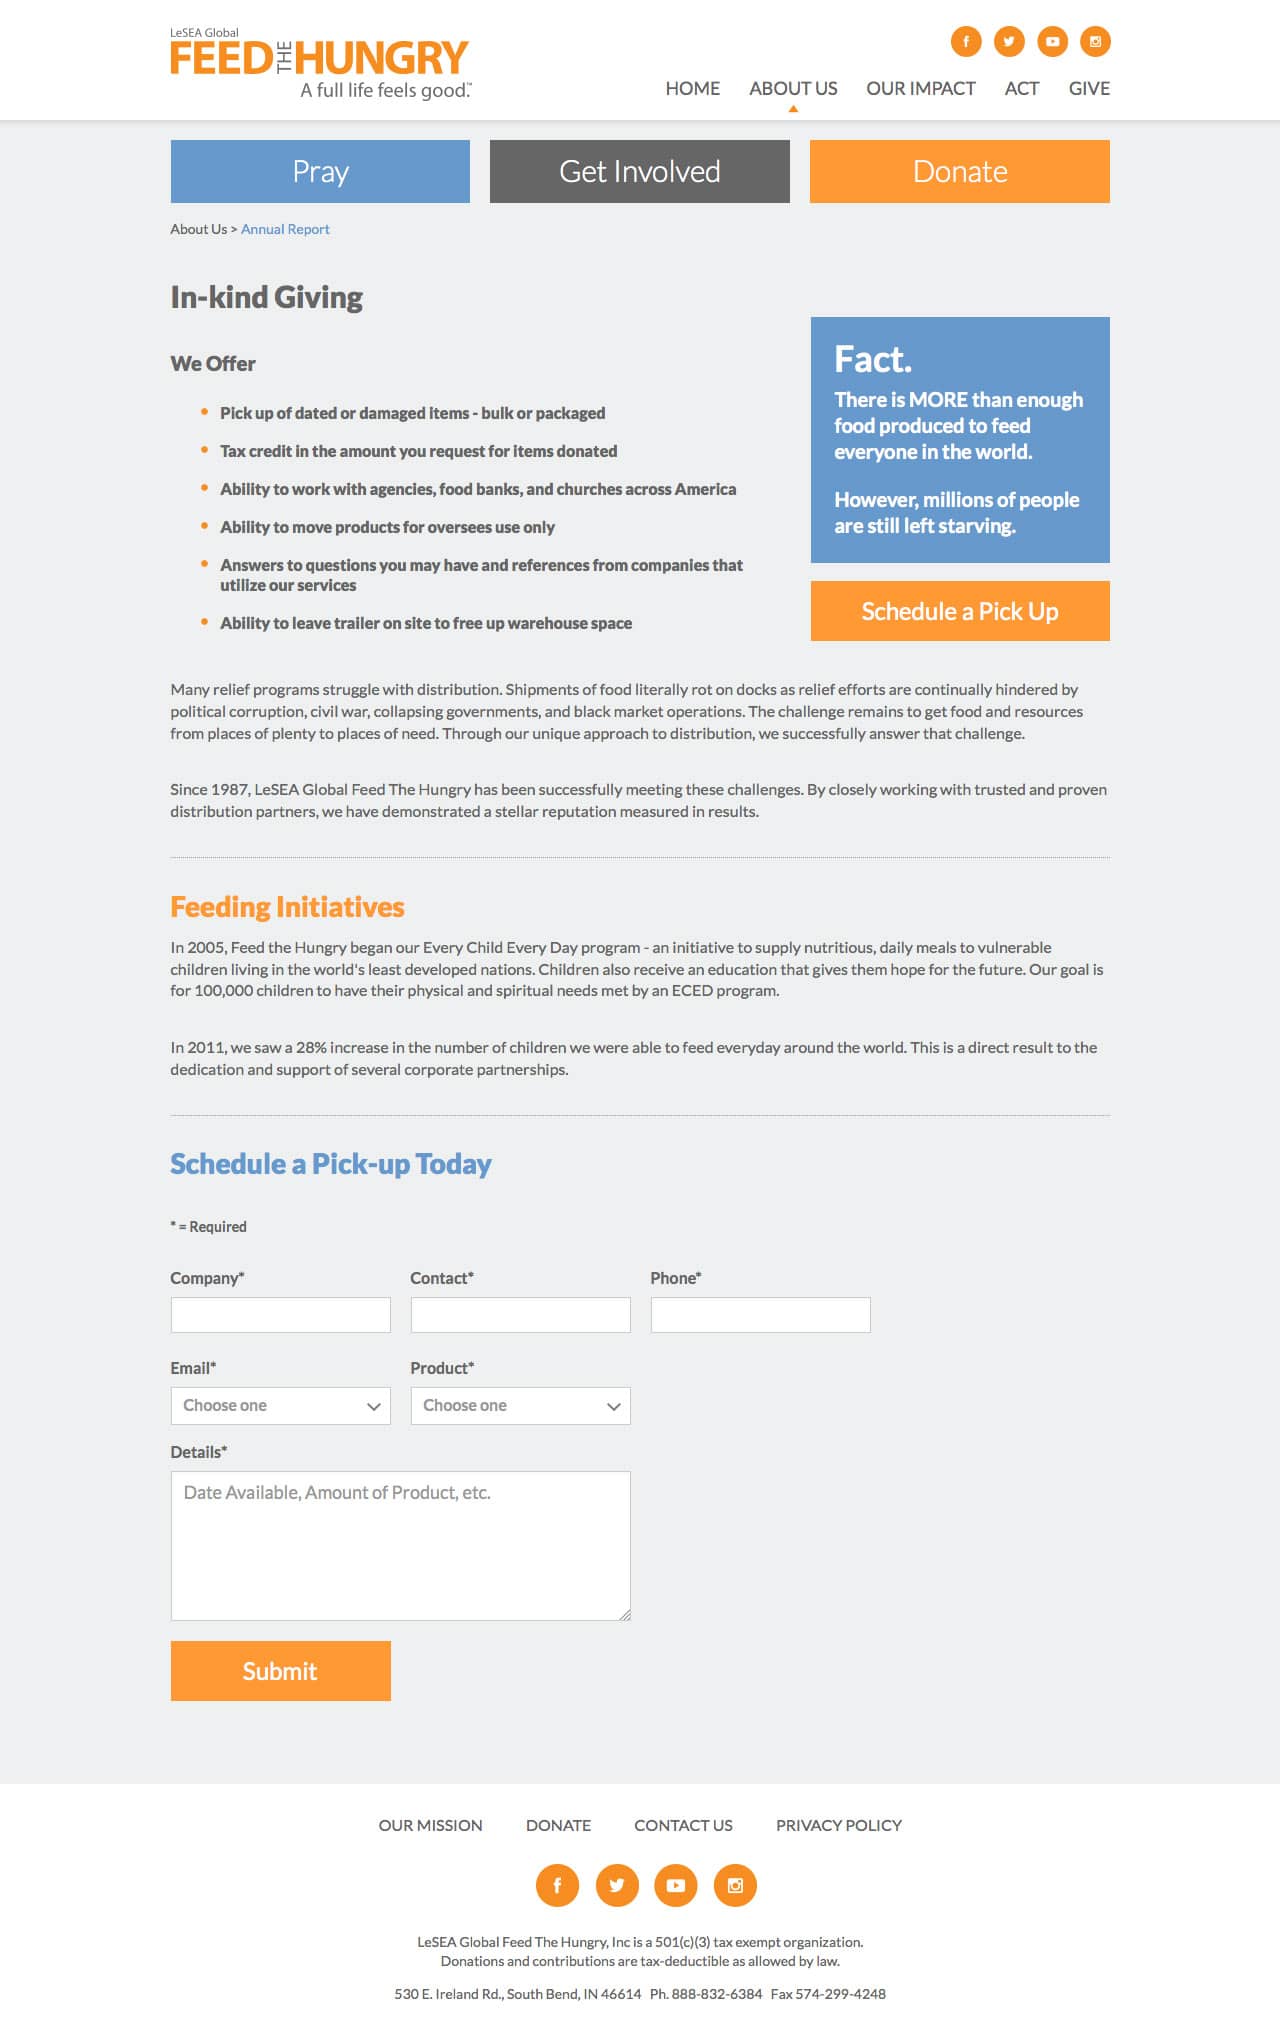 LeSEA Global
FEED THE HUNGRY
A full life feels good.™
HOME ABOUT US OUR IMPACT ACT GIVE
Pray Get Involved Donate
About Us > Annual Report
In-kind Giving
We Offer
Pick up of dated or damaged items - bulk or packaged
Tax credit in the amount you request for items donated
Ability to work with agencies, food banks, and churches across America
Ability to move products for oversees use only
Answers to questions you may have and references from companies that
utilize our services
Ability to leave trailer on site to free up warehouse space
Fact.
There is MORE than enough
food produced to feed
everyone in the world.
However, millions of people
are still left starving.
Schedule a Pick Up
Many relief programs struggle with distribution. Shipments of food literally rot on docks as relief efforts are continually hindered by
political corruption, civil war, collapsing governments, and black market operations. The challenge remains to get food and resources
from places of plenty to places of need. Through our unique approach to distribution, we successfully answer that challenge.
Since 1987, LeSEA Global Feed The Hungry has been successfully meeting these challenges. By closely working with trusted and proven
distribution partners, we have demonstrated a stellar reputation measured in results.
Feeding Initiatives
In 2005, Feed the Hungry began our Every Child Every Day program - an initiative to supply nutritious, daily meals to vulnerable
children living in the world's least developed nations. Children also receive an education that gives them hope for the future. Our goal is
for 100,000 children to have their physical and spiritual needs met by an ECED program.
In 2011, we saw a 28% increase in the number of children we were able to feed everyday around the world. This is a direct result to the
dedication and support of several corporate partnerships.
Schedule a Pick-up Today
* = Required
Company* Contact* Phone*
Email* Product*
Choose one Choose one
Details*
Date Available, Amount of Product, etc.
Submit
OUR MISSION DONATE CONTACT US PRIVACY POLICY
LeSEA Global Feed The Hungry, Inc is a 501(c)(3) tax exempt organization.
Donations and contributions are tax-deductible as allowed by law.
530 E. Ireland Rd., South Bend, IN 46614 Ph. 888-832-6384 Fax 574-299-4248